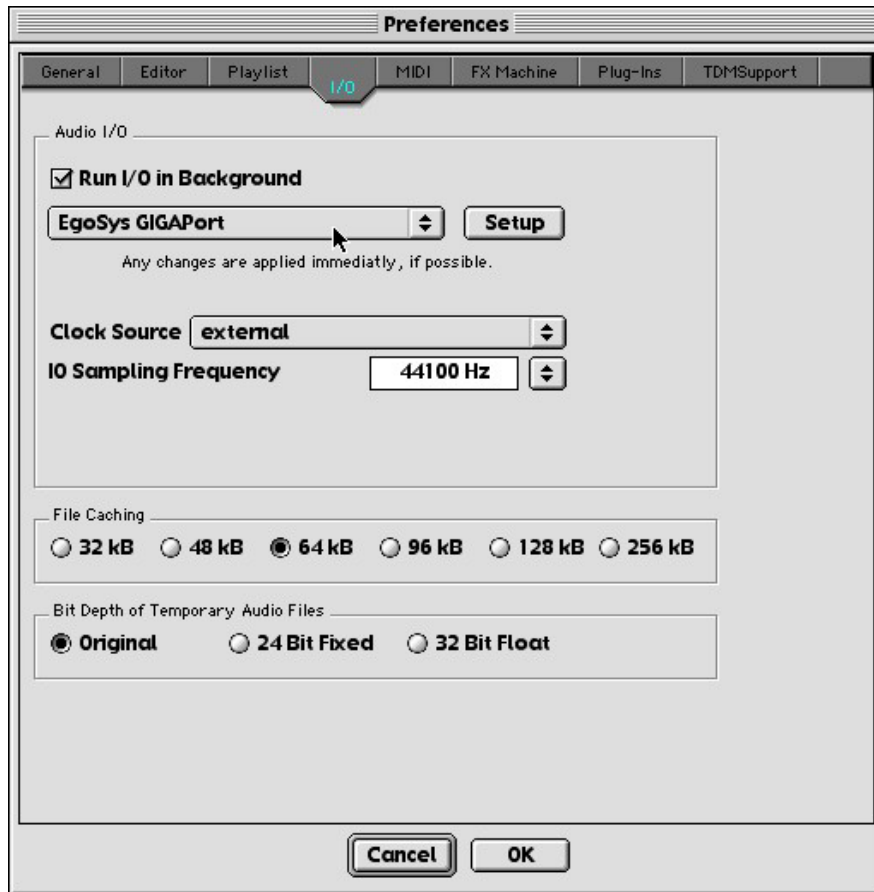 Preferences
General Editor Playlist I/O MIDI FX Machine Plug-Ins TDMSupport
Audio I/O
Run I/O in Background
EgoSys GIGAPort Setup
Any changes are applied immediatly, if possible.
Clock Source external
IO Sampling Frequency 44100 Hz
File Caching
32 kB 48 kB 64 kB 96 kB 128 kB 256 kB
Bit Depth of Temporary Audio Files
Original 24 Bit Fixed 32 Bit Float
Cancel OK